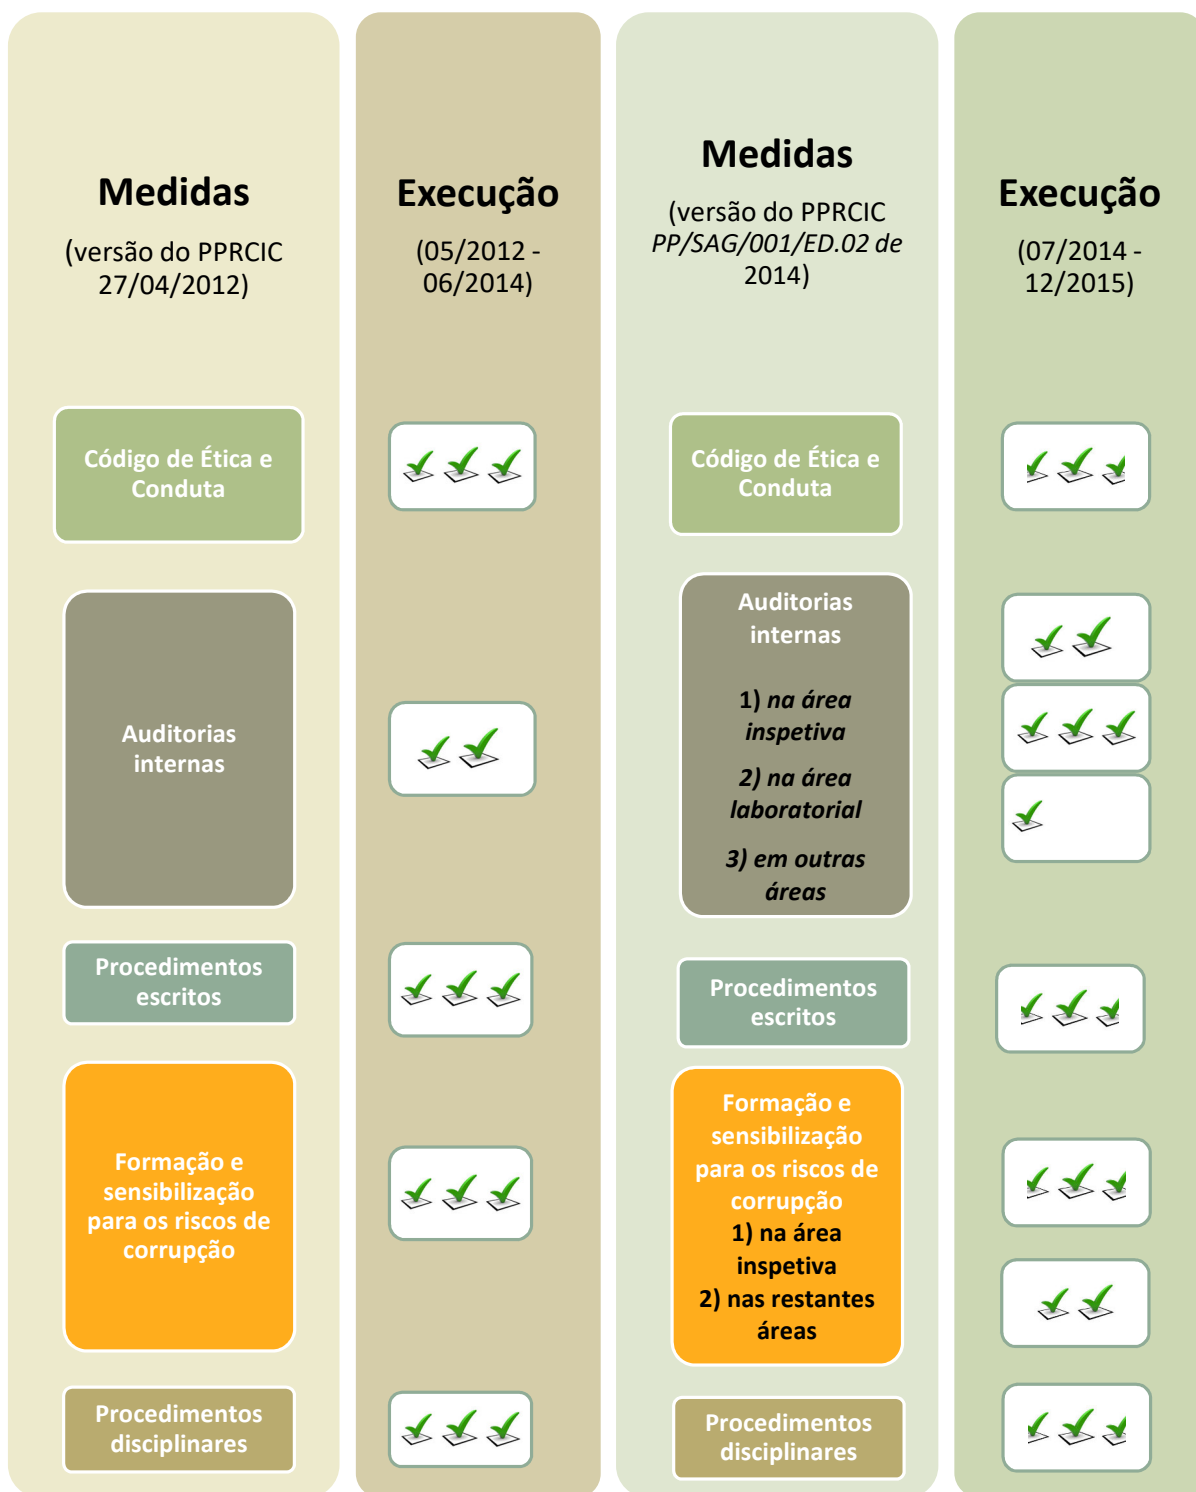 Medidas
(versão do PPRCIC
27/04/2012)
Código de Ética e
Conduta
Auditorias
internas
Procedimentos
escritos
Formação e
sensibilização
para os riscos de
corrupção
Procedimentos
disciplinares
Execução
(05/2012 -
06/2014)
Medidas
(versão do PPRCIC
PP/SAG/001/ED.02 de
2014)
Código de Ética e
Conduta
Auditorias
internas
1) na área
inspetiva
2) na área
laboratorial
3) em outras
áreas
Procedimentos
escritos
Formação e
sensibilização
para os riscos de
corrupção
1) na área
inspetiva
2) nas restantes
áreas
Procedimentos
disciplinares
Execução
(07/2014 -
12/2015)